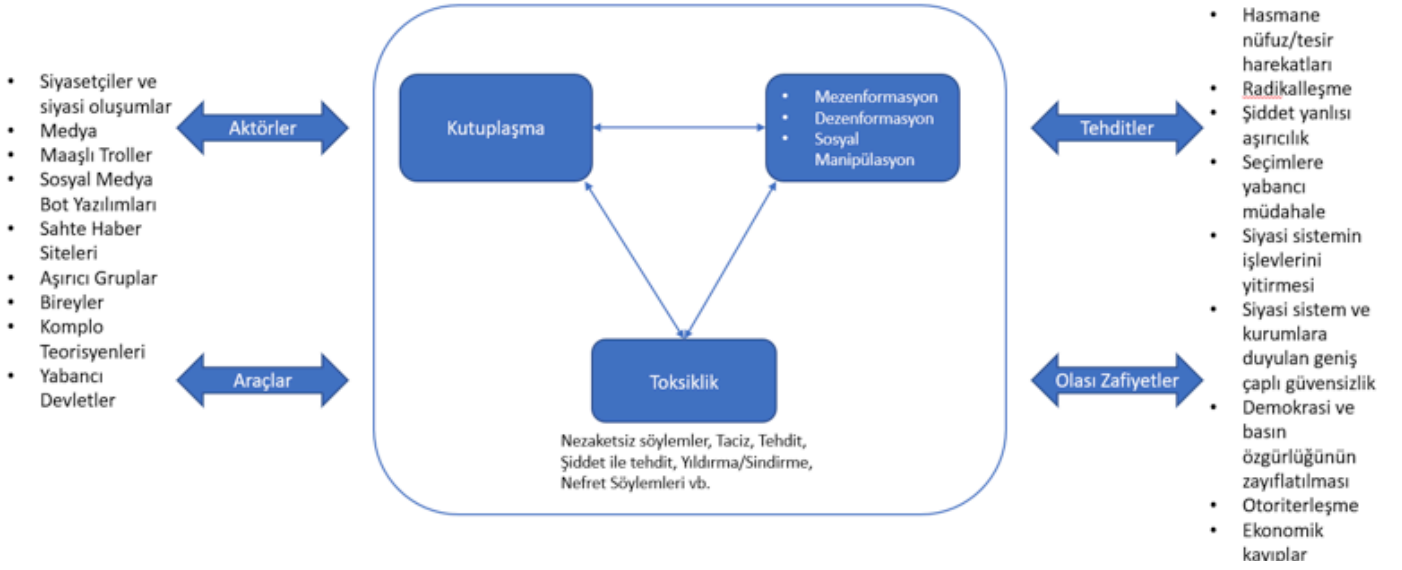 • Siyasetçiler ve
siyasi oluşumlar
• Medya
• Maaşlı Troller
• Sosyal Medya
Bot Yazılımları
• Sahte Haber
Siteleri
• Aşırıcı Gruplar
• Bireyler
• Komplo
Teorisyenleri
• Yabancı
Devletler
Aktörler
Araçlar
Kutuplaşma
• Mezenformasyon
• Dezenformasyon
• Sosyal
Manipülasyon
Toksiklik
Nezaketsiz söylemler, Taciz, Tehdit,
Şiddet ile tehdit, Yıldırma/Sindirme,
Nefret Söylemleri vb.
Tehditler
Olası Zafiyetler
• Hasmane
nüfuz/tesir
harekatları
• Radikalleşme
• Şiddet yanlısı
aşırıcılık
• Seçimlere
yabancı
müdahale
• Siyasi sistemin
işlevlerini
yitirmesi
• Siyasi sistem ve
kurumlara
duyulan geniş
çaplı güvensizlik
• Demokrasi ve
basın
özgürlüğünün
zayıflatılması
• Otoriterleşme
• Ekonomik
kayıplar